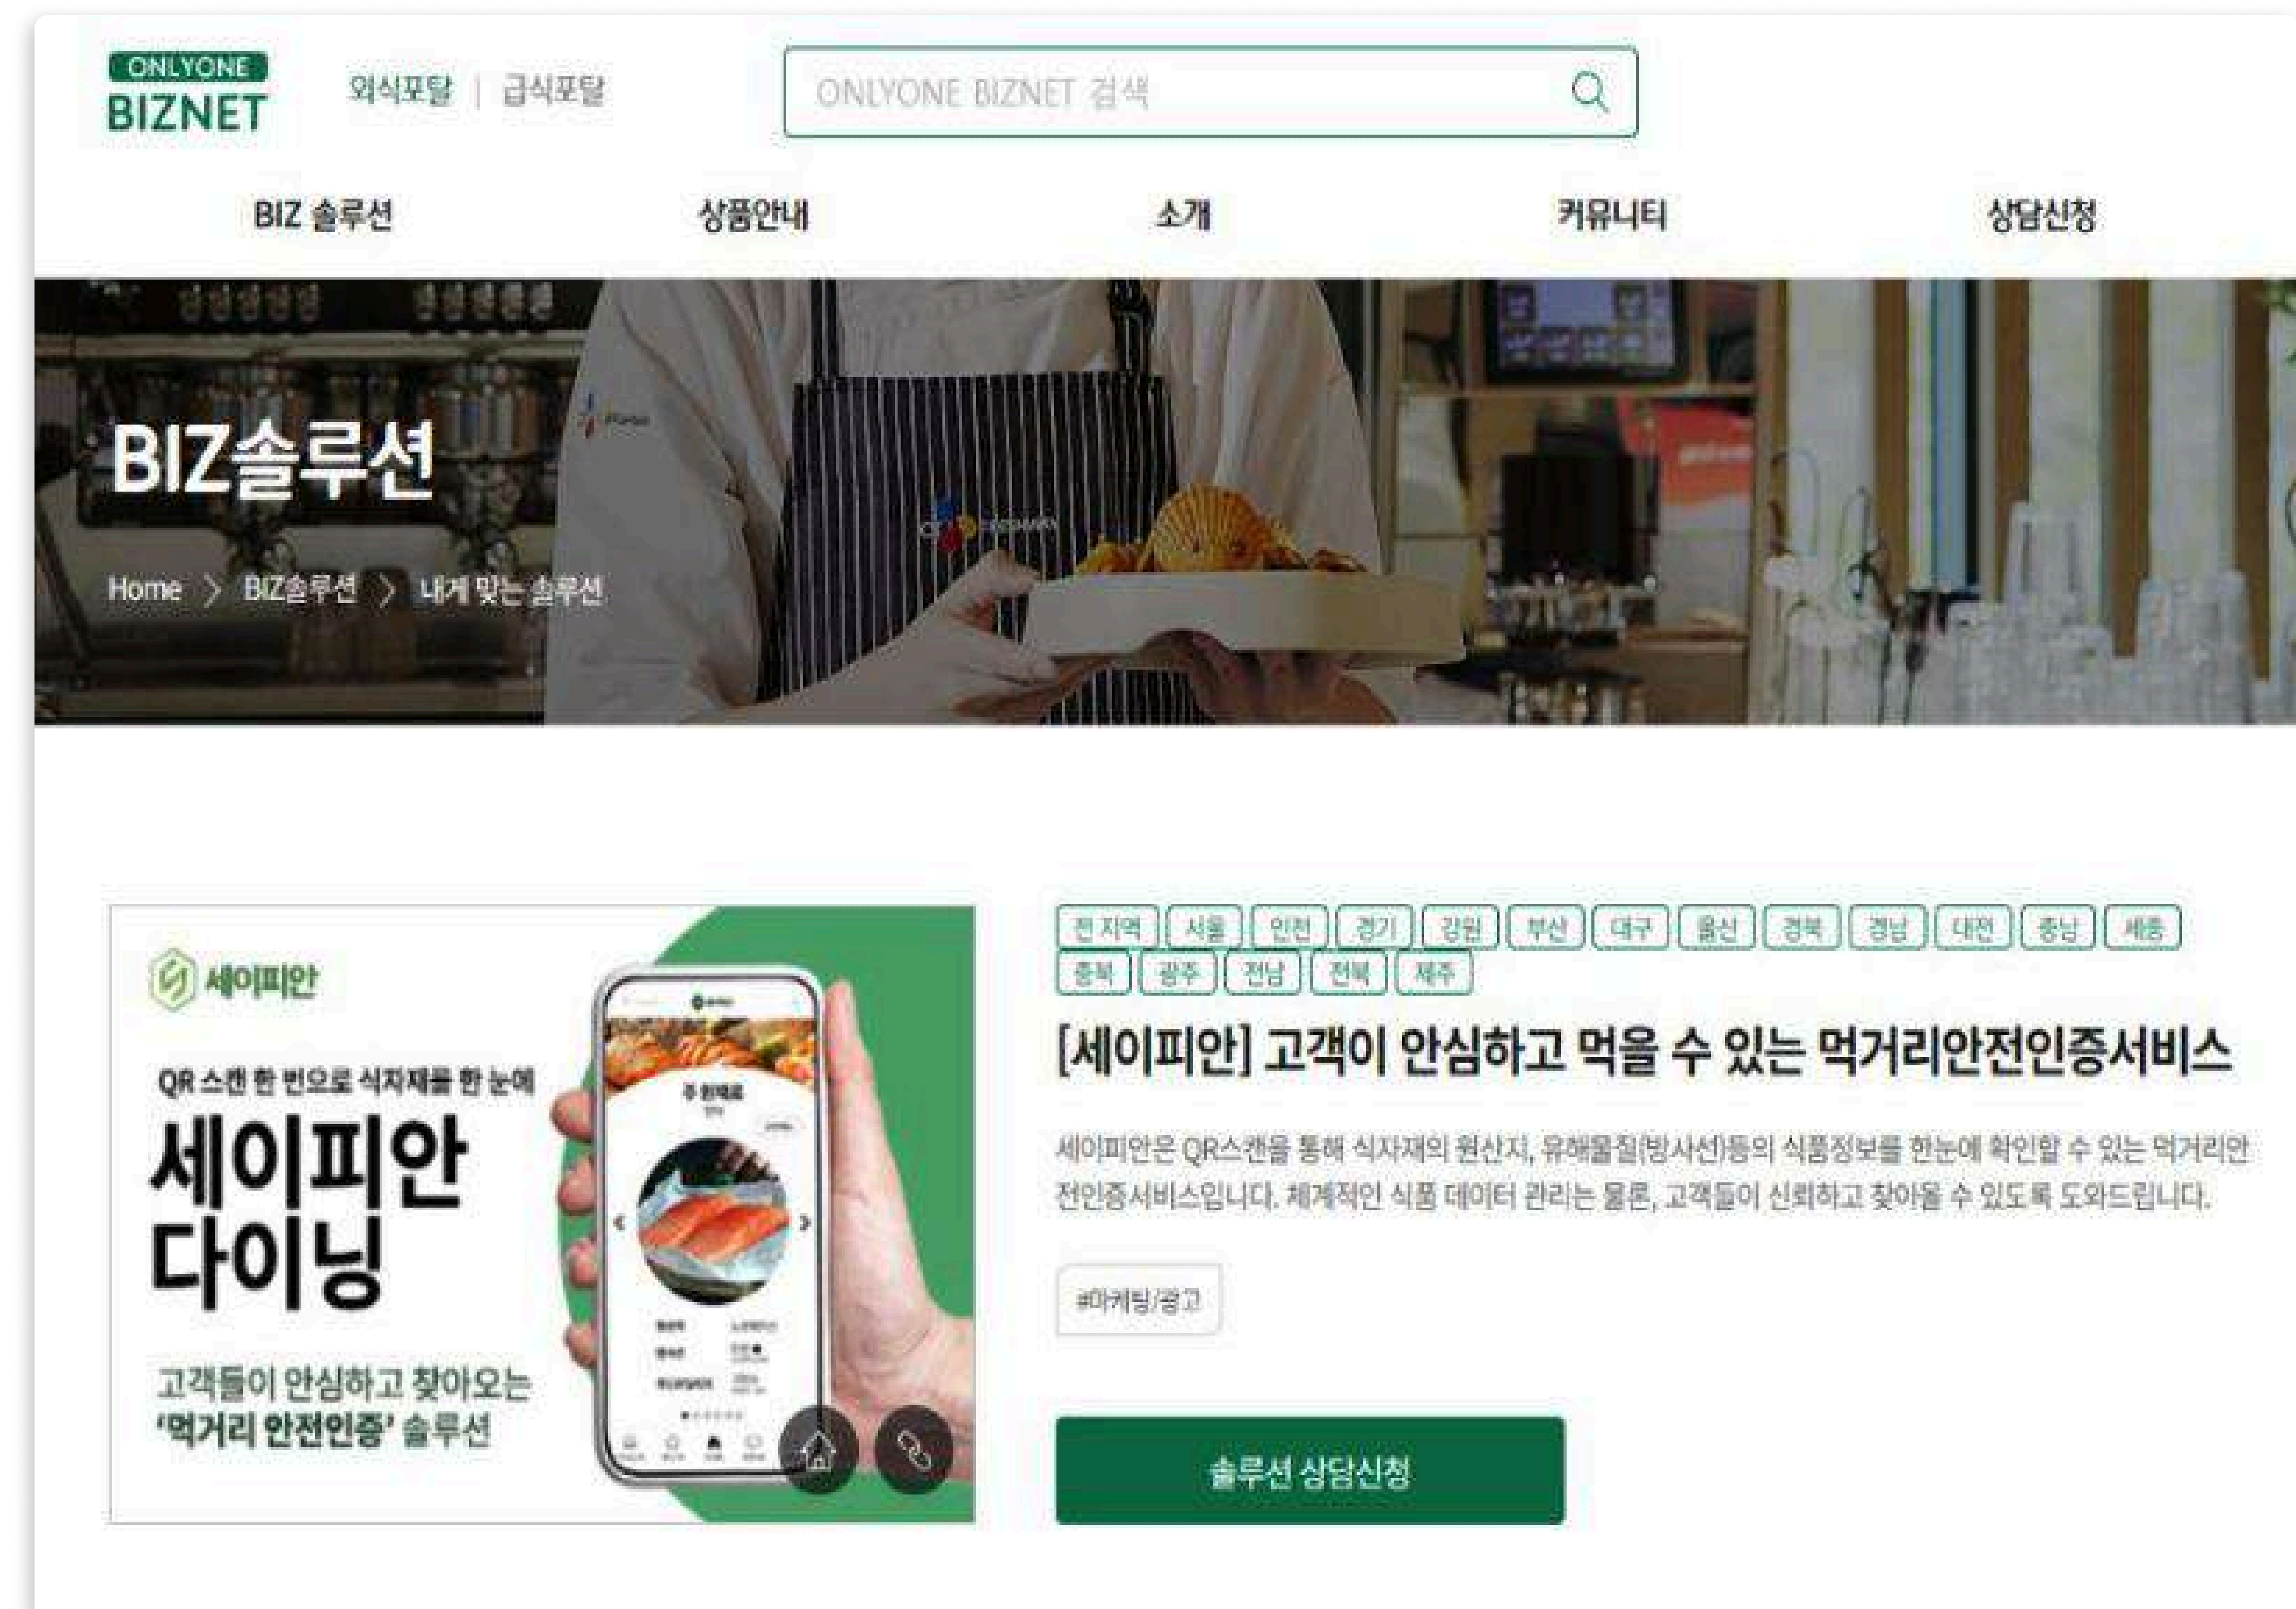 ONLYONE
BIZNET
외식포탈 | 급식포탈
ONLYONE BIZNET 검색
BIZ 솔루션 상품안내 소개 커뮤니티 상담신청
BIZ솔루션
Home > BIZ솔루션 > 내게 맞는 솔루션
세이피안
QR 스캔 한 번으로 식자재를 한 눈에
세이피안
다이닝
고객들이 안심하고 찾아오는
‘먹거리 안전인증’ 솔루션
주 원재료
연어
전 지역 서울 인천 경기 강원 부산 대구 울산 경북 경남 대전 충남 세종
충북 광주 전남 전북 제주
[세이피안] 고객이 안심하고 먹을 수 있는 먹거리안전인증서비스
세이피안은 QR스캔을 통해 식자재의 원산지, 유해물질(방사선)등의 식품정보를 한눈에 확인할 수 있는 먹거리안
전인증서비스입니다. 체계적인 식품 데이터 관리는 물론, 고객들이 신뢰하고 찾아올 수 있도록 도와드립니다.
#마케팅/광고
솔루션 상담신청